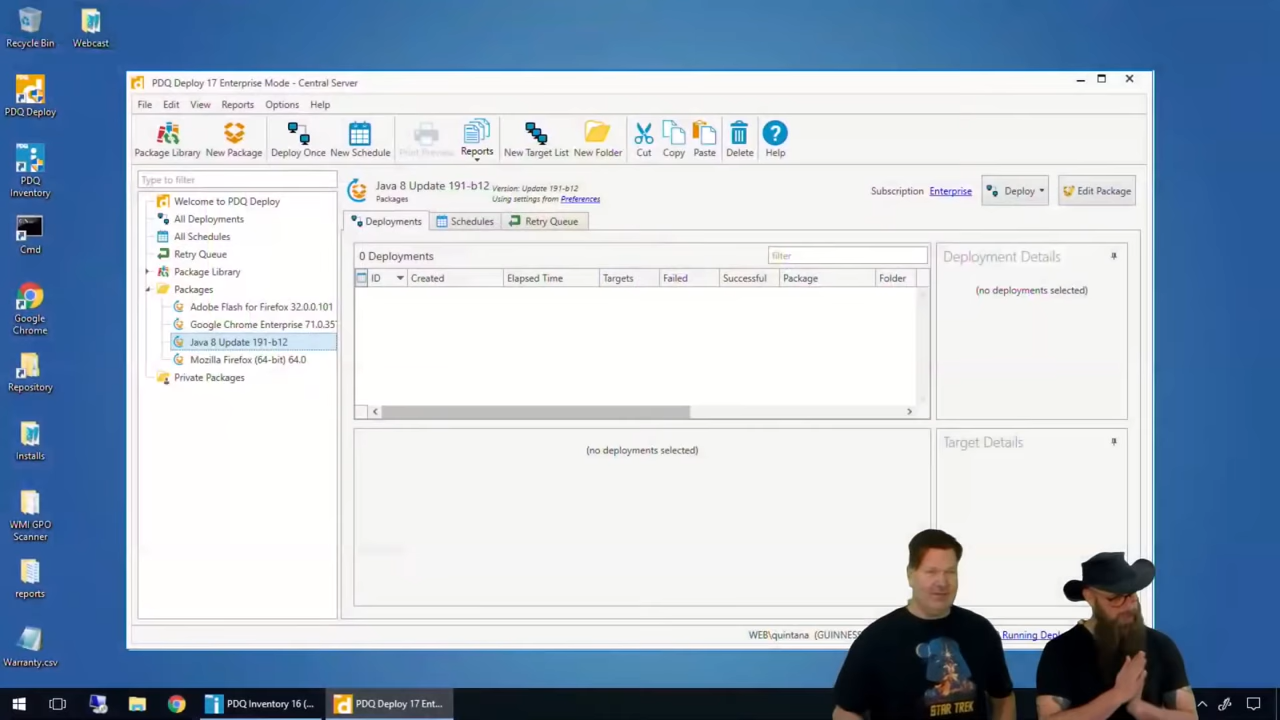 Recycle Bin
Webcast
PDQ Deploy
PDQ
Inventory
Cmd
Google
Chrome
Repository
Installs
WMI GPO
Scanner
reports
Warranty.csv
PDQ Deploy 17 Enterprise Mode - Central Server
File Edit View Reports Options Help
Package Library New Package Deploy Once New Schedule Print Preview Reports New Target List New Folder Cut Copy Paste Delete Help
Type to filter
Welcome to PDQ Deploy
All Deployments
All Schedules
Retry Queue
Package Library
Packages
Adobe Flash for Firefox 32.0.0.101
Google Chrome Enterprise 71.0.35
Java 8 Update 191-b12
Mozilla Firefox (64-bit) 64.0
Private Packages
Java 8 Update 191-b12 Version: Update 191-b12
Packages Using settings from Preferences
Subscription Enterprise Deploy Edit Package
Deployments Schedules Retry Queue
0 Deployments filter
ID Created Elapsed Time Targets Failed Successful Package Folder
(no deployments selected)
Deployment Details
(no deployments selected)
Target Details
WEB\quintana (GUINNESS Running Depl
STAR TREK
PDQ Inventory 16 (...
PDQ Deploy 17 Ent...